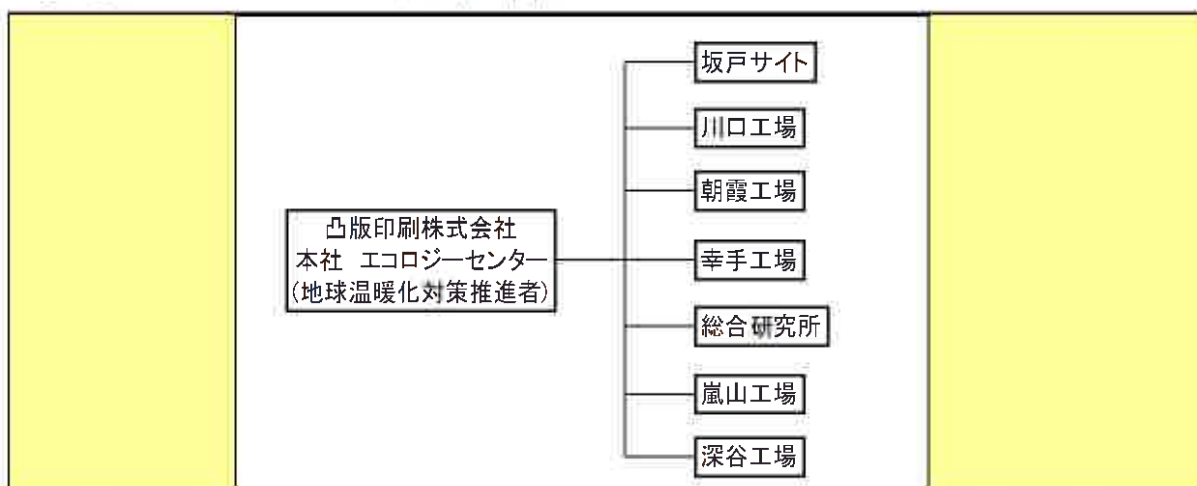 坂戸サイト
川口工場
朝霞工場
凸版印刷株式会社
本社 エコロジーセンター
(地球温暖化対策推進者)
幸手工場
総合研究所
嵐山工場
深谷工場